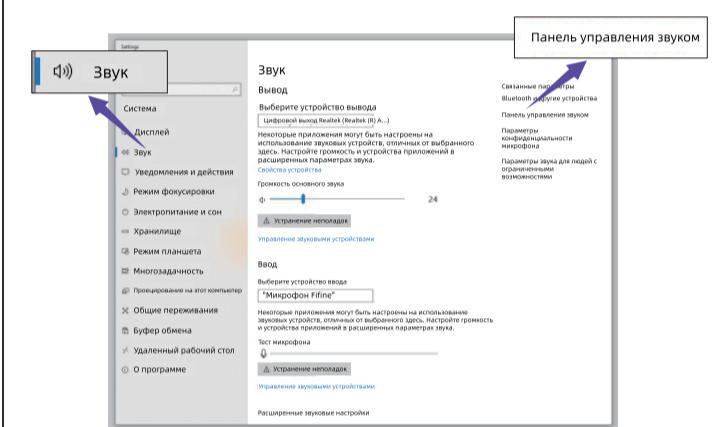 Settings
Панель управления звуком
Звук
Система
Дисплей
Звук
Уведомления и действия
Режим фокусировки
Электропитание и сон
Хранилище
Режим планшета
Многозадачность
Проецирование на этот компьютер
Общие переживания
Буфер обмена
Удаленный рабочий стол
О программе
Звук
Вывод
Выберите устройство вывода
Цифровой выход Realtek (Realtek (R) A...)
Некоторые приложения могут быть настроены на
использование звуковых устройств, отличных от выбранного
здесь. Настройте громкость и устройства приложений в
расширенных параметрах звука.
Свойства устройства
Громкость основного звука
24
Устранение неполадок
Управление звуковыми устройствами
Ввод
Выберите устройство ввода
"Микрофон Fifine"
Некоторые приложения могут быть настроены на использование
звуковых устройств, отличных от выбранного здесь. Настройте громкость
и устройства приложений в расширенных параметрах звука.
Тест микрофона
Устранение неполадок
Управление звуковыми устройствами
Расширенные звуковые настройки
Связанные параметры
Bluetooth и другие устройства
Панель управления звуком
Параметры
конфиденциальности
микрофона
Параметры звука для людей с
ограниченными
возможностями